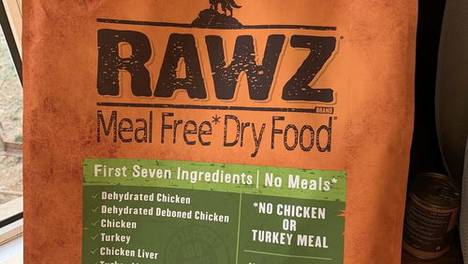 RAWZ
BRAND
Meal Free* Dry Food
First Seven Ingredients | No Meals*
✓ Dehydrated Chicken
✓ Dehydrated Deboned Chicken
✓ Chicken
✓ Turkey
✓ Chicken Liver
*NO CHICKEN
OR
TURKEY MEAL